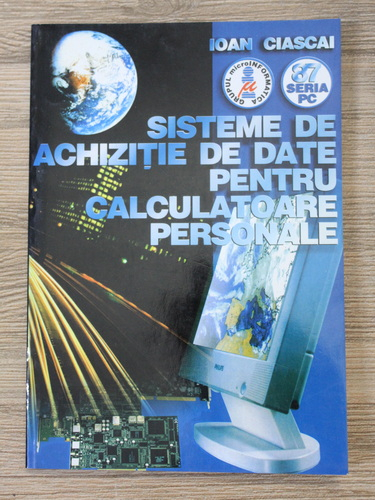 IOAN CIASCAI
GRUPUL microINFORMATICA
µ
87
SERIA
PC
SISTEME DE
ACHIZIȚIE DE DATE
PENTRU
CALCULATOARE
PERSONALE